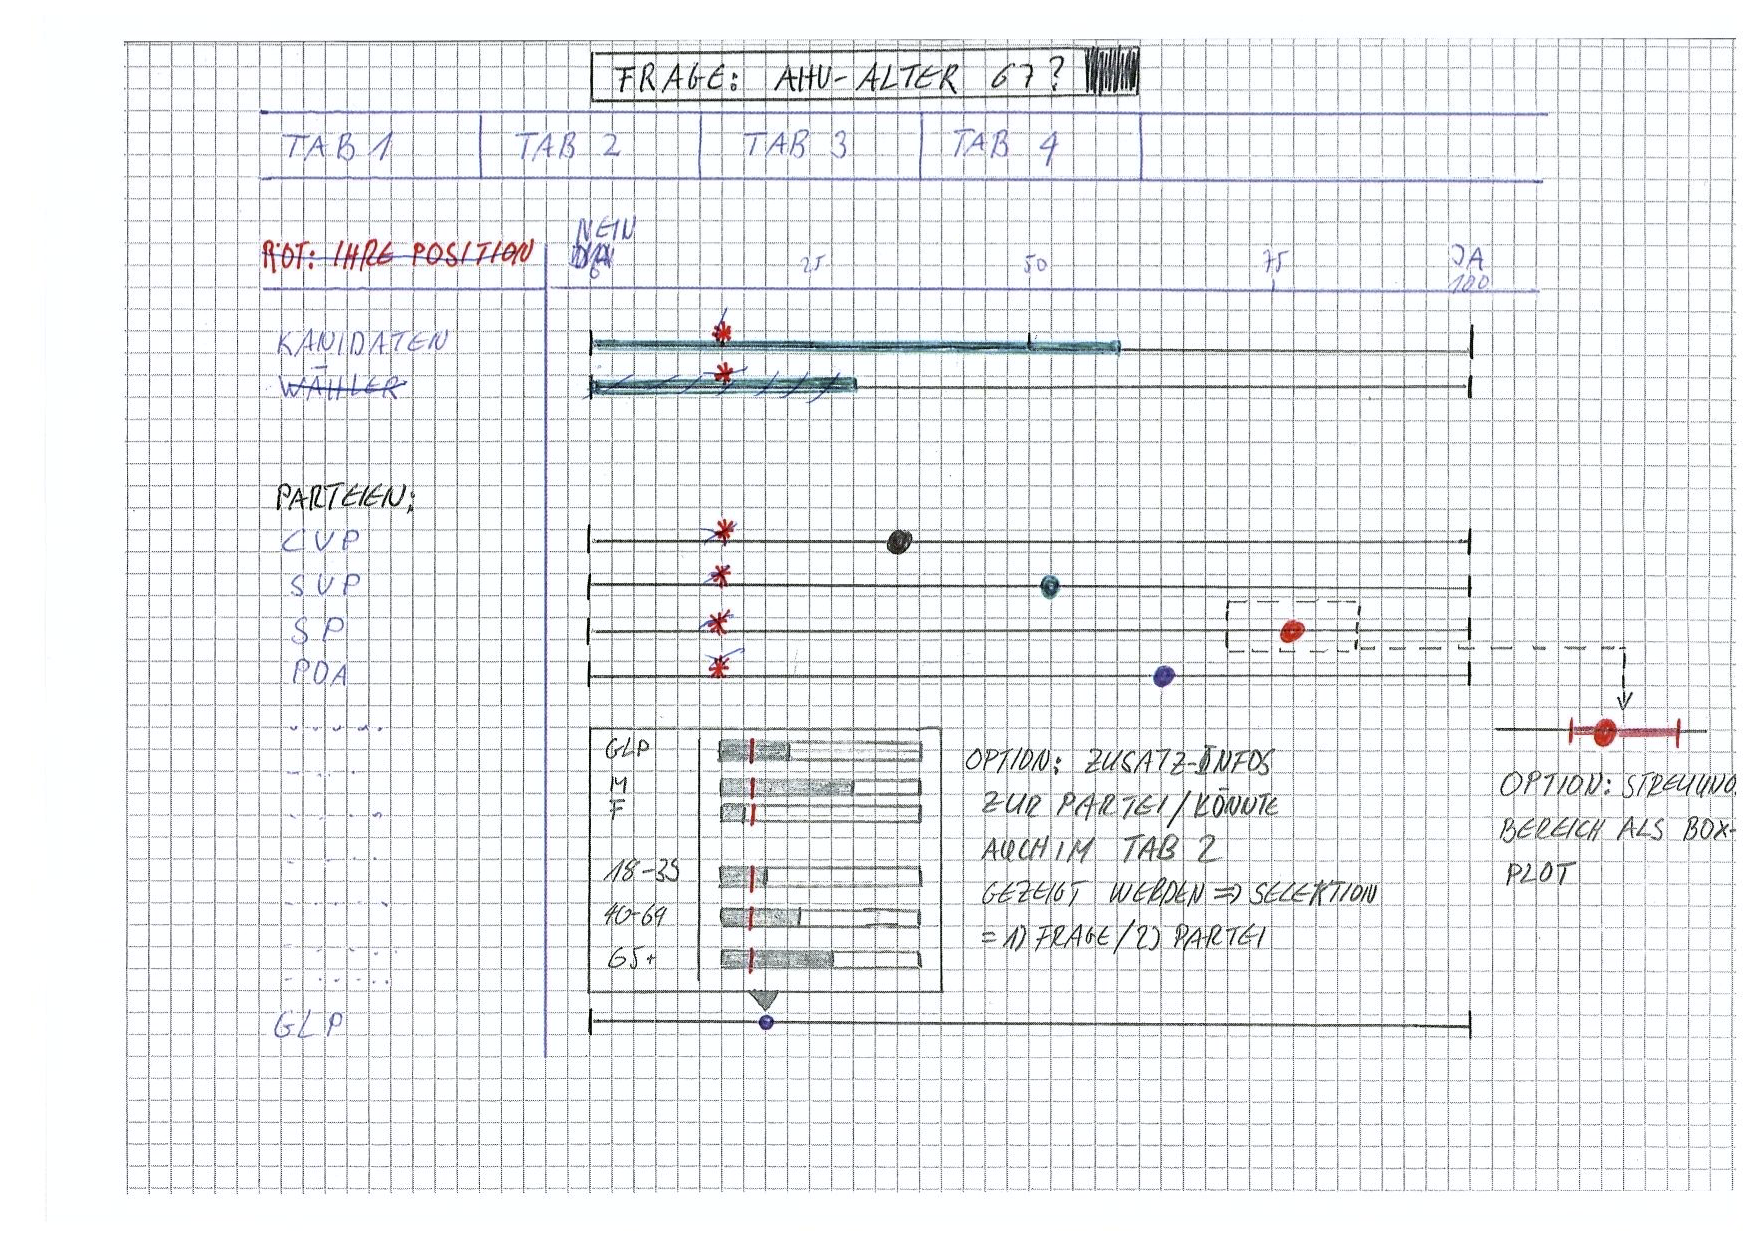 FRAGE: AHV-ALTER 67?
TAB 1 TAB 2 TAB 3 TAB 4
NEIN
ROT: IHRE POSITION
0 25 50 75 JA
100
KANIDATEN
WÄHLER
PARTEIEN:
CVP
SVP
SP
PDA
GLP
M
F
18-39
40-64
65+
OPTION: ZUSATZ-INFOS
ZUR PARTEI/KÖNNTE
AUCH IM TAB 2
GEZEIGT WERDEN => SELEKTION
= 1) FRAGE/2) PARTEI
OPTION: STREUUNG
BEREICH ALS BOX-
PLOT
GLP